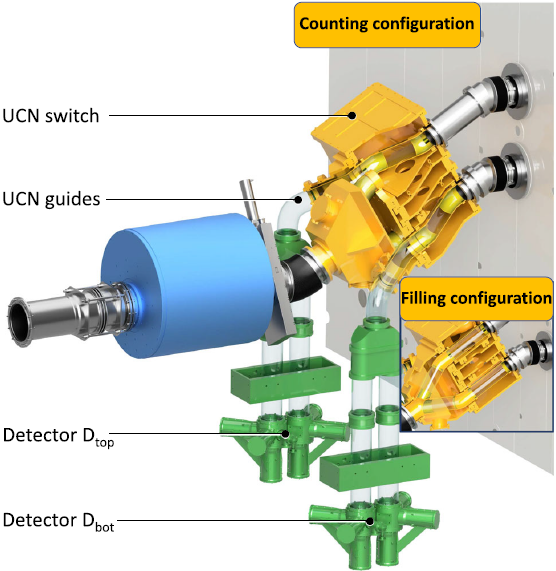 Counting configuration
UCN switch
UCN guides
Filling configuration
Detector Dtop
Detector Dbot